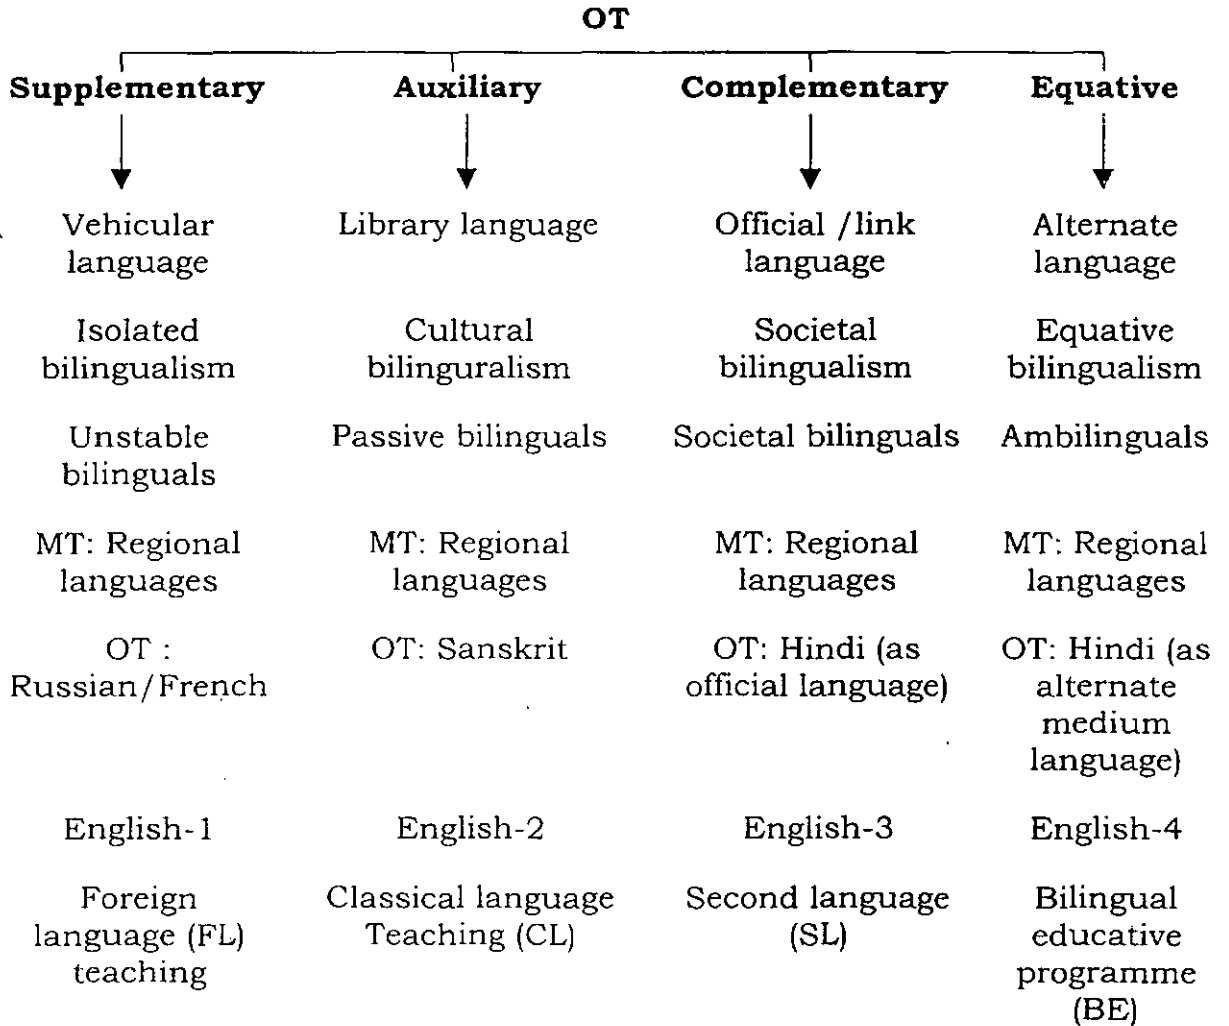 OT
Supplementary Auxiliary Complementary Equative
Vehicular Library language Official /link Alternate
language language language
Isolated Cultural Societal Equative
bilingualism bilinguralism bilingualism bilingualism
Unstable Passive bilinguals Societal bilinguals Ambilinguals
bilinguals
MT: Regional MT: Regional MT: Regional MT: Regional
languages languages languages languages
OT : OT: Sanskrit OT: Hindi (as OT: Hindi (as
Russian/French official language) alternate
medium
language)
English-1 English-2 English-3 English-4
Foreign Classical language Second language Bilingual
language (FL) Teaching (CL) (SL) educative
teaching programme
(BE)